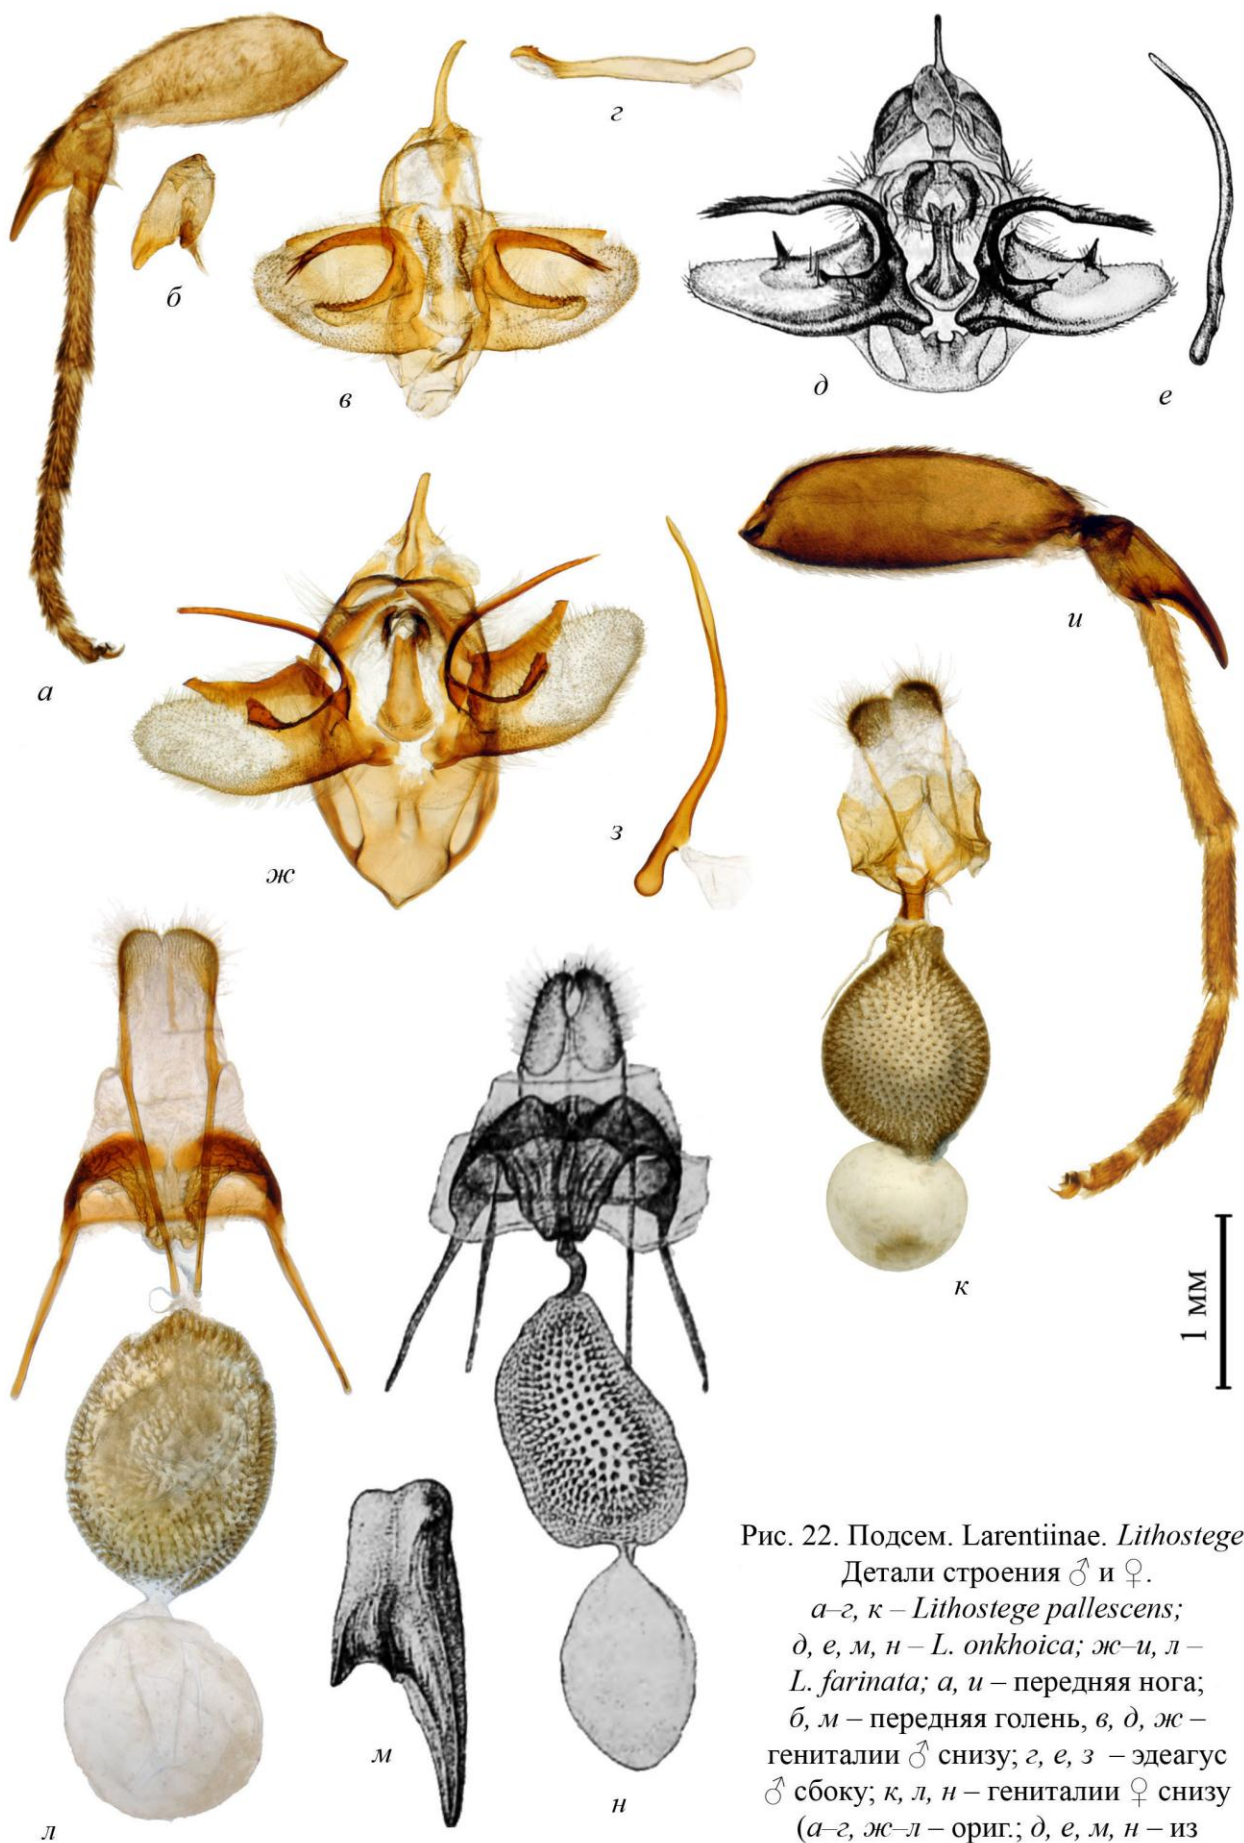 г
б
в
д
е
а
и
ж
з
к
1 мм
л
м
н
Рис. 22. Подсем. Larentiinae. Lithostege
Детали строения ♂ и ♀.
а–г, к – Lithostege pallescens;
д, е, м, н – L. onkhoica; ж–и, л –
L. farinata; а, и – передняя нога;
б, м – передняя голень, в, д, ж –
гениталии ♂ снизу; г, е, з – эдеагус
♂ сбоку; к, л, н – гениталии ♀ снизу
(а–г, ж–л – ориг.; д, е, м, н – из